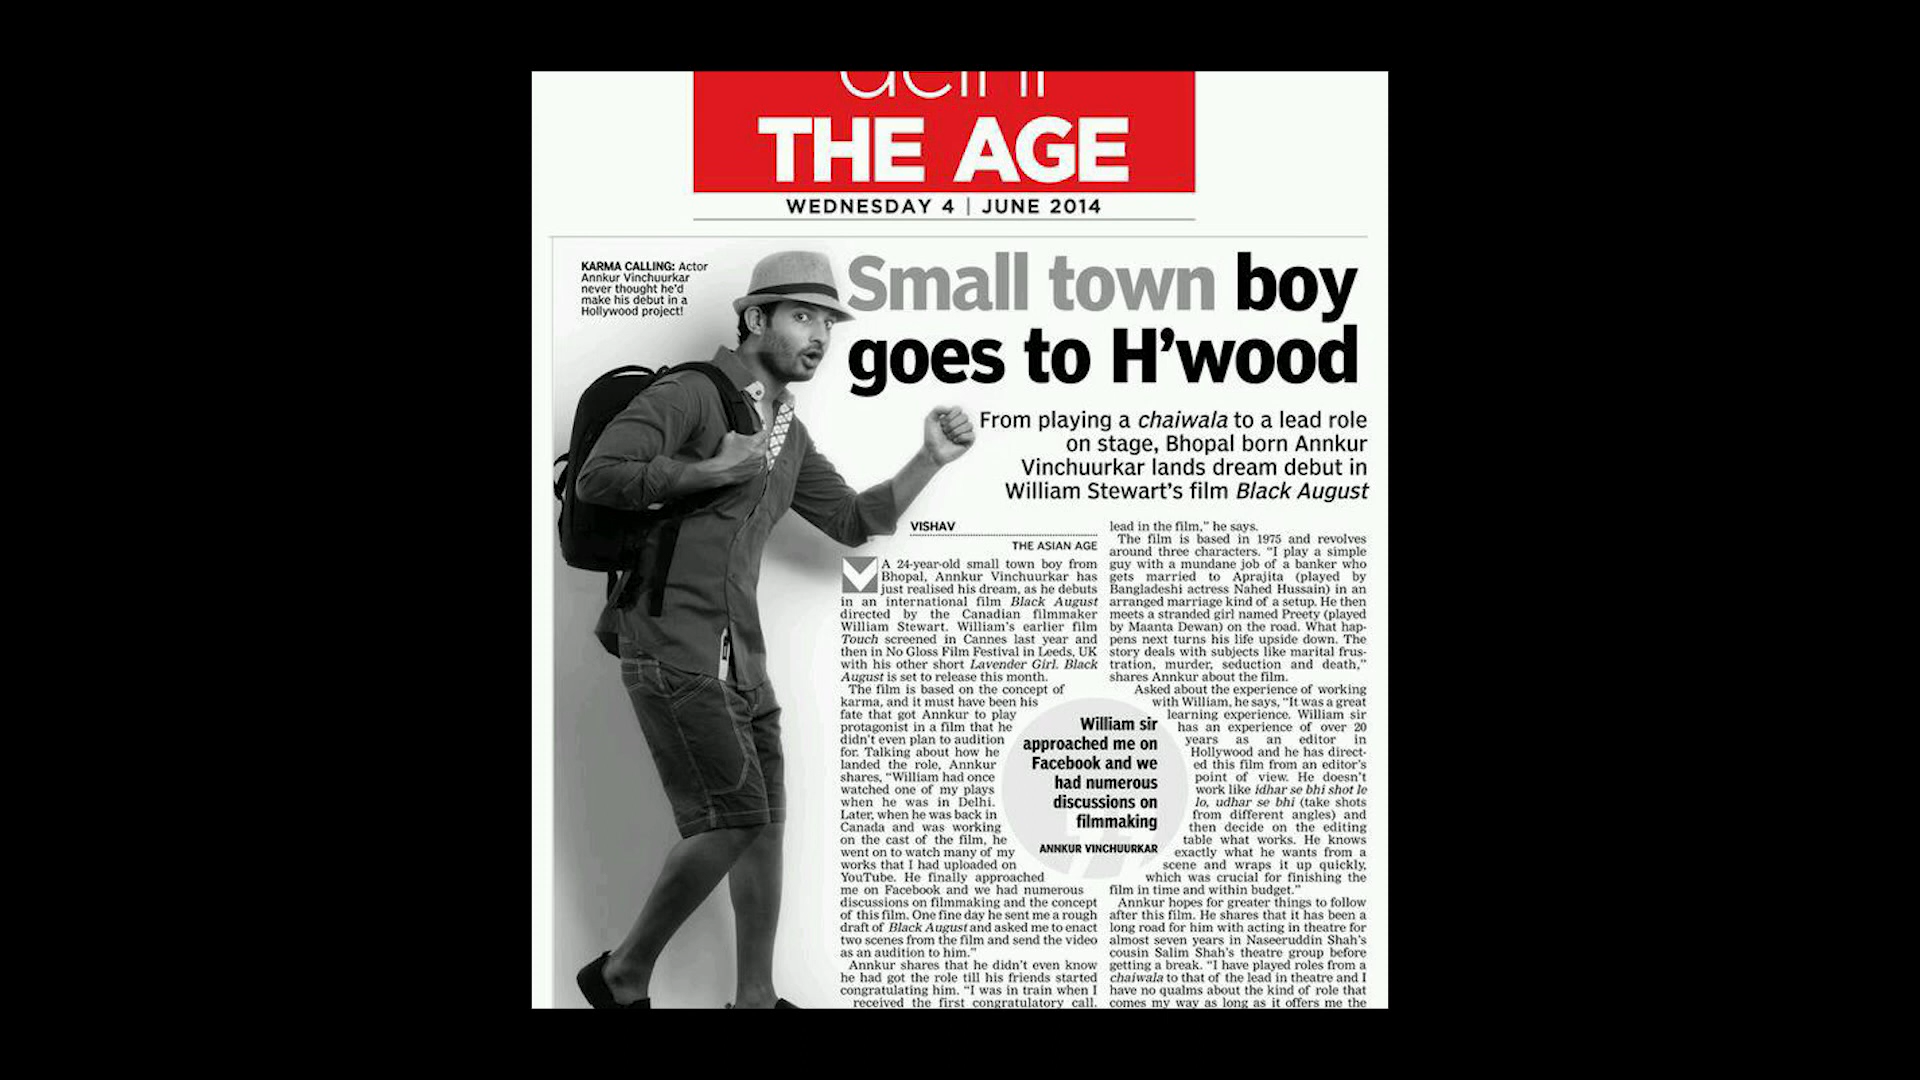 delhi
THE AGE
WEDNESDAY 4 | JUNE 2014
KARMA CALLING: Actor
Annkur Vinchuurkar
never thought he'd
make his debut in a
Hollywood project!
Small town boy
goes to H'wood
From playing a chaiwala to a lead role
on stage, Bhopal born Annkur
Vinchuurkar lands dream debut in
William Stewart's film Black August
VISHAV
THE ASIAN AGE
A 24-year-old small town boy from
Bhopal, Annkur Vinchuurkar has
just realised his dream, as he debuts
in an international film Black August
directed by the Canadian filmmaker
William Stewart. William's earlier film
Touch screened in Cannes last year and
then in No Gloss Film Festival in Leeds, UK
with his other short Lavender Girl. Black
August is set to release this month.
The film is based on the concept of
karma, and it must have been his
fate that got Annkur to play
protagonist in a film that he
didn't even plan to audition
for. Talking about how he
landed the role, Annkur
shares, "William had once
watched one of my plays
when he was in Delhi.
Later, when he was back in
Canada and was working
on the cast of the film, he
went on to watch many of my
works that I had uploaded on
YouTube. He finally approached
me on Facebook and we had numerous
discussions on filmmaking and the concept
of this film. One fine day he sent me a rough
draft of Black August and asked me to enact
two scenes from the film and send the video
as an audition to him."
Annkur shares that he didn't even know
he had got the role till his friends started
congratulating him. "I was in train when I
received the first congratulatory call.
William sir
approached me on
Facebook and we
had numerous
discussions on
filmmaking
ANNKUR VINCHUURKAR
lead in the film," he says.
The film is based in 1975 and revolves
around three characters. "I play a simple
guy with a mundane job of a banker who
gets married to Aprajita (played by
Bangladeshi actress Nahed Hussain) in an
arranged marriage kind of a setup. He then
meets a stranded girl named Preety (played
by Maanta Dewan) on the road. What hap-
pens next turns his life upside down. The
story deals with subjects like marital frus-
tration, murder, seduction and death,"
shares Annkur about the film.
Asked about the experience of working
with William, he says, "It was a great
learning experience. William sir
has an experience of over 20
years as an editor in
Hollywood and he has direct-
ed this film from an editor's
point of view. He doesn't
work like idhar se bhi shot le
lo, udhar se bhi (take shots
from different angles) and
then decide on the editing
table what works. He knows
exactly what he wants from a
scene and wraps it up quickly,
which was crucial for finishing the
film in time and within budget."
Annkur hopes for greater things to follow
after this film. He shares that it has been a
long road for him with acting in theatre for
almost seven years in Naseeruddin Shah's
cousin Salim Shah's theatre group before
getting a break. "I have played roles from a
chaiwala to that of the lead in theatre and I
have no qualms about the kind of role that
comes my way as long as it offers me the